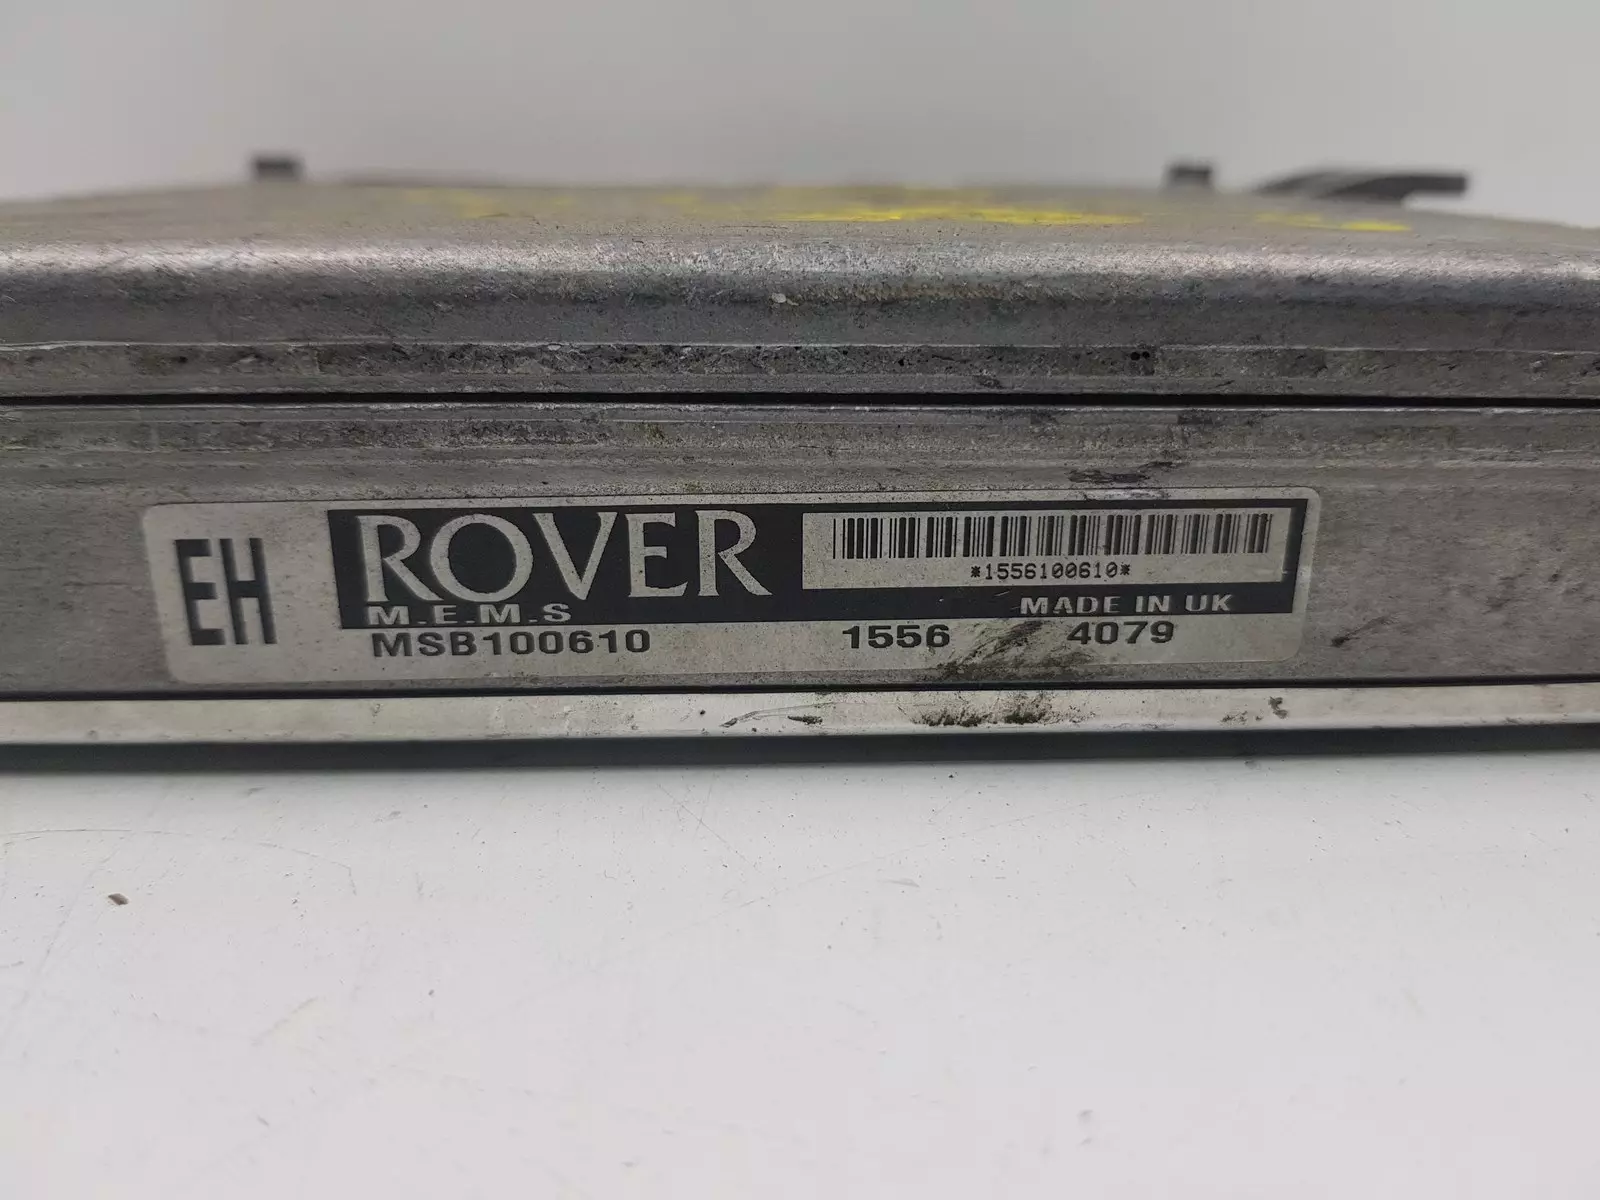 EH
ROVER
*1556100610*
M.E.M.S
MADE IN UK
MSB100610 1556 4079